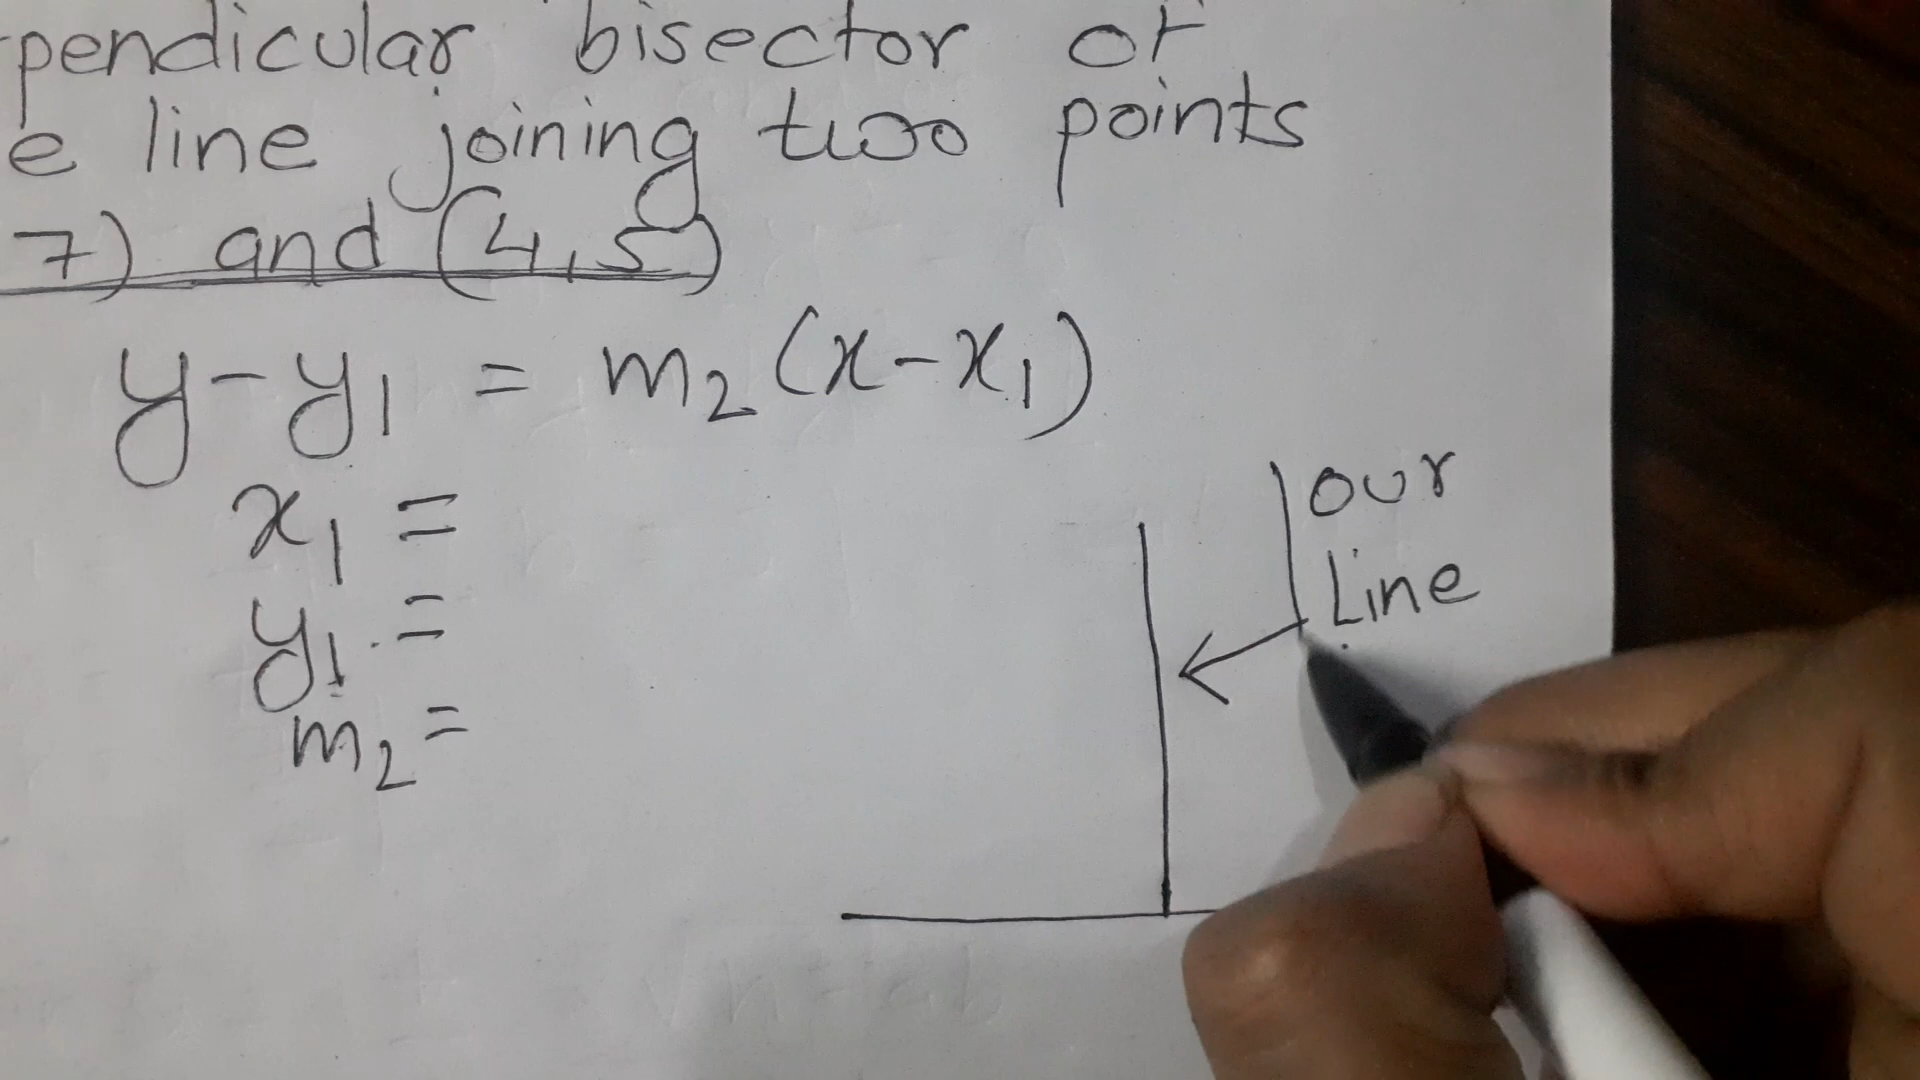 pendicular bisector of
e line joining two points
7) and (4,5)
y-y₁ = m₂(x-x₁)
x₁ =
y₁ =
m₂ =
our
Line